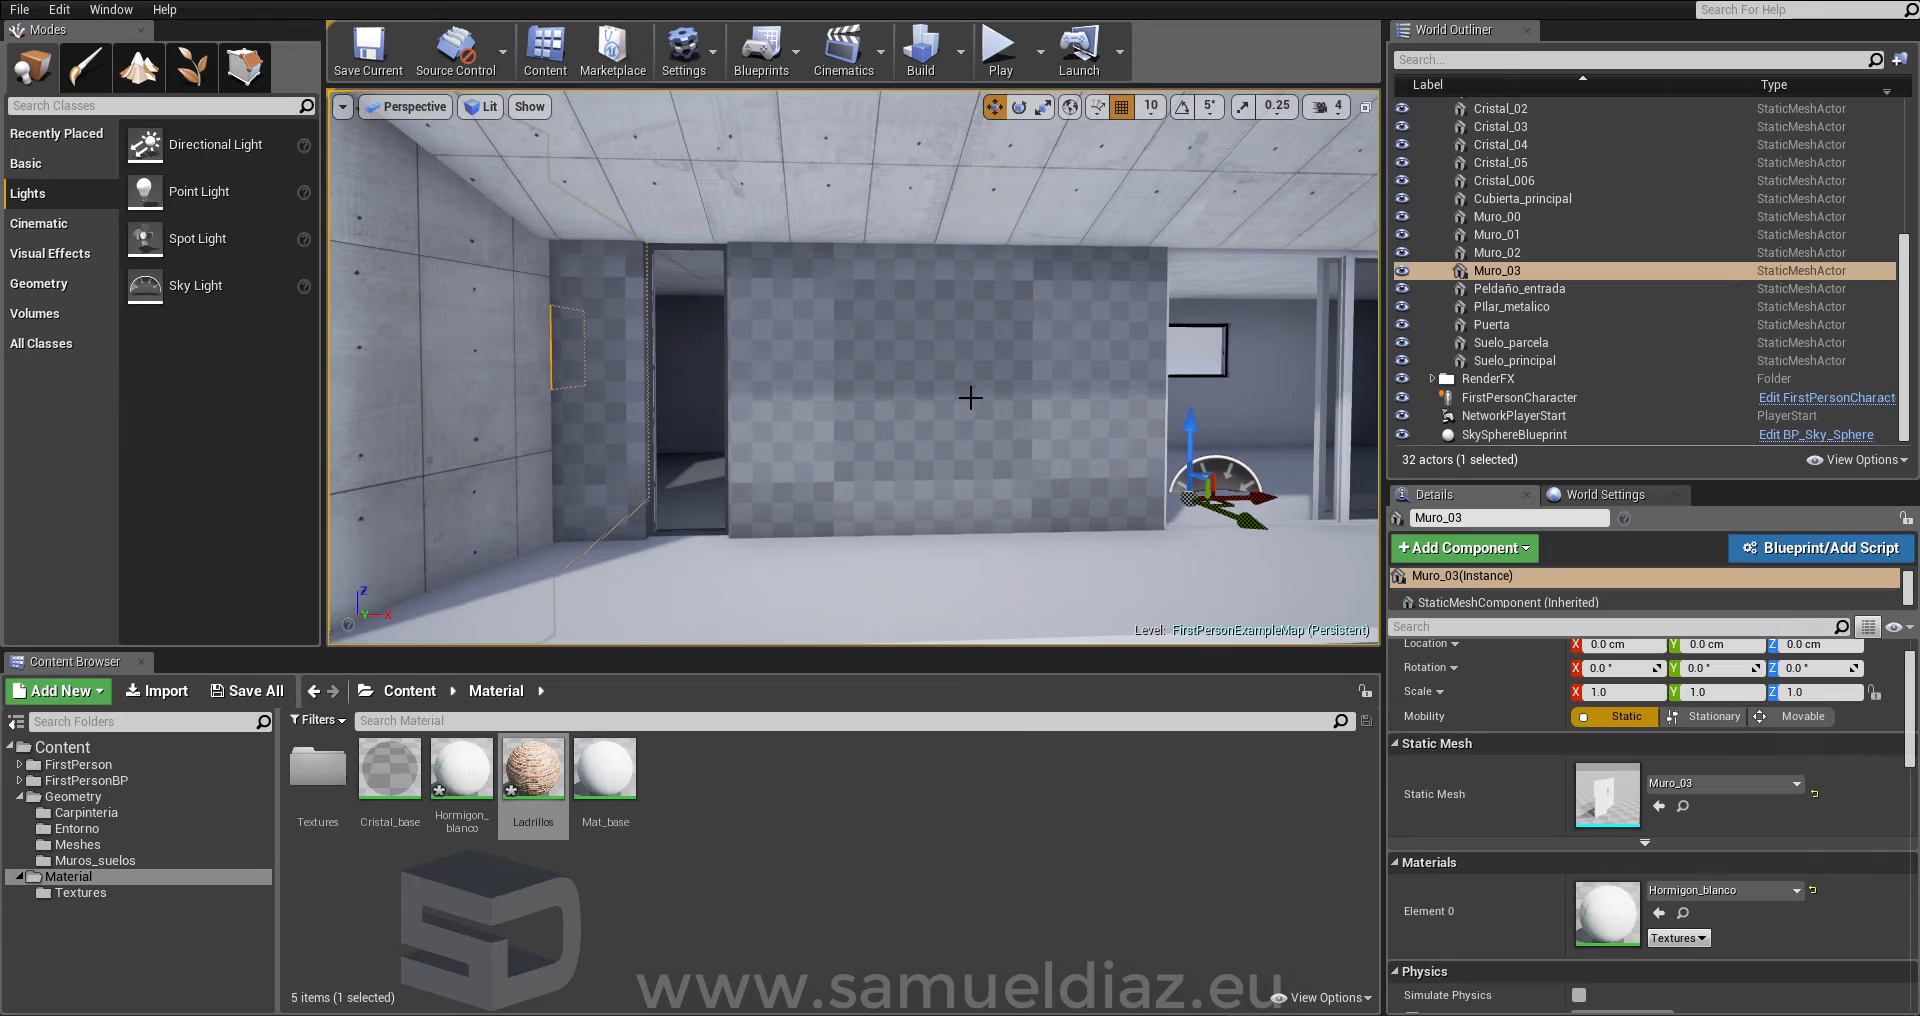 File Edit Window Help
Search For Help
Modes
Search Classes
Recently Placed
Basic
Lights
Cinematic
Visual Effects
Geometry
Volumes
All Classes
Directional Light
Point Light
Spot Light
Sky Light
Save Current
Source Control
Content
Marketplace
Settings
Blueprints
Cinematics
Build
Play
Launch
Perspective
Lit
Show
10
5°
0.25
4
Z
Y
X
Level: FirstPersonExampleMap (Persistent)
World Outliner
Search...
Label Type
Cristal_02 StaticMeshActor
Cristal_03 StaticMeshActor
Cristal_04 StaticMeshActor
Cristal_05 StaticMeshActor
Cristal_006 StaticMeshActor
Cubierta_principal StaticMeshActor
Muro_00 StaticMeshActor
Muro_01 StaticMeshActor
Muro_02 StaticMeshActor
Muro_03 StaticMeshActor
Peldaño_entrada StaticMeshActor
PIlar_metalico StaticMeshActor
Puerta StaticMeshActor
Suelo_parcela StaticMeshActor
Suelo_principal StaticMeshActor
RenderFX Folder
FirstPersonCharacter Edit FirstPersonCharact
NetworkPlayerStart PlayerStart
SkySphereBlueprint Edit BP_Sky_Sphere
32 actors (1 selected)
View Options
Details
World Settings
Muro_03
+Add Component
Blueprint/Add Script
Muro_03(Instance)
StaticMeshComponent (Inherited)
Search
Location X 0.0 cm Y 0.0 cm Z 0.0 cm
Rotation X 0.0 ° Y 0.0 ° Z 0.0 °
Scale X 1.0 Y 1.0 Z 1.0
Mobility Static Stationary Movable
Static Mesh
Static Mesh
Muro_03
Materials
Element 0
Hormigon_blanco
Textures
Physics
Simulate Physics
Content Browser
Add New
Import
Save All
Content
Material
Search Folders
Filters
Search Material
Content
FirstPerson
FirstPersonBP
Geometry
Carpinteria
Entorno
Meshes
Muros_suelos
Material
Textures
Textures
Cristal_base
Hormigon_
blanco
Ladrillos
Mat_base
SD
www.samueldiaz.eu
5 items (1 selected)
View Options